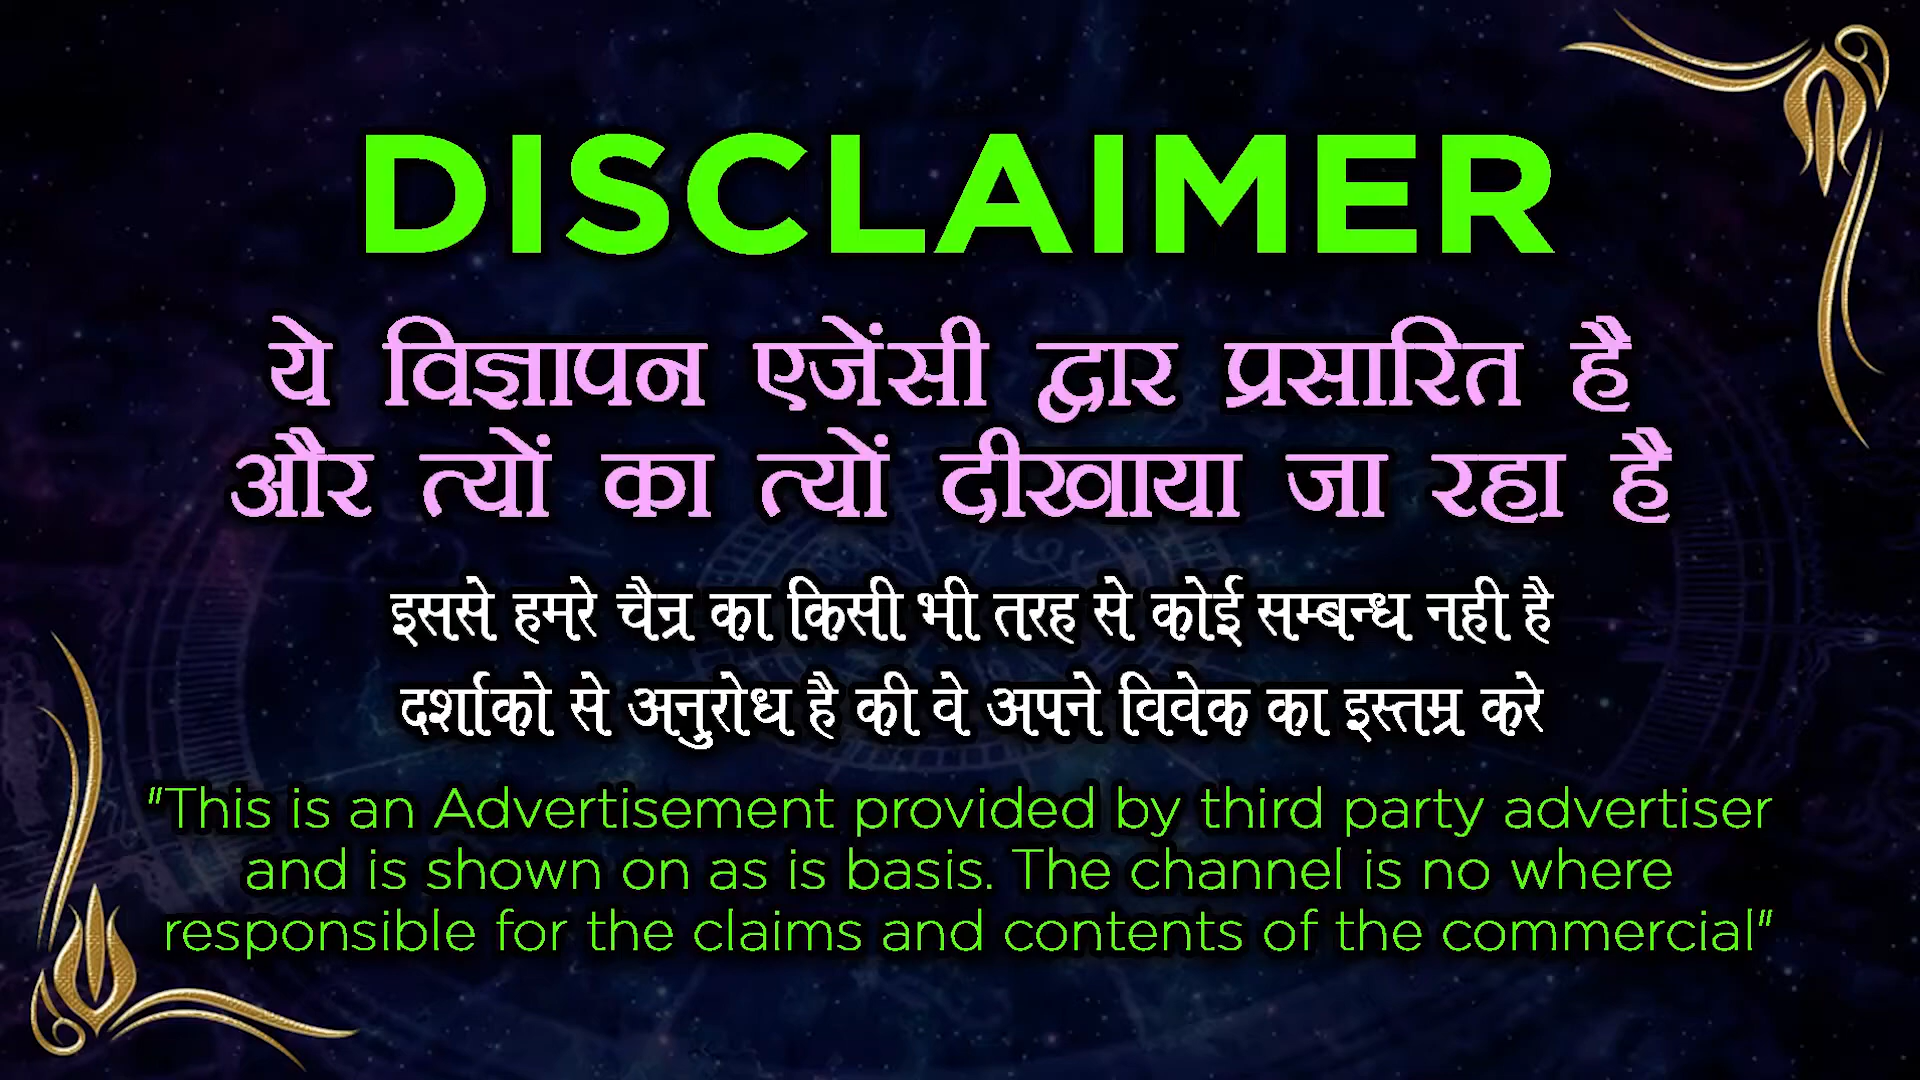 DISCLAIMER
ये विज्ञापन एजेंसी द्वार प्रसारित है
और त्यों का त्यों दीखाया जा रहा है
इससे हमरे चैन्र का किसी भी तरह से कोई सम्बन्ध नही है
दर्शाको से अनुरोध है की वे अपने विवेक का इस्तम्र करे
"This is an Advertisement provided by third party advertiser
and is shown on as is basis. The channel is no where
responsible for the claims and contents of the commercial"